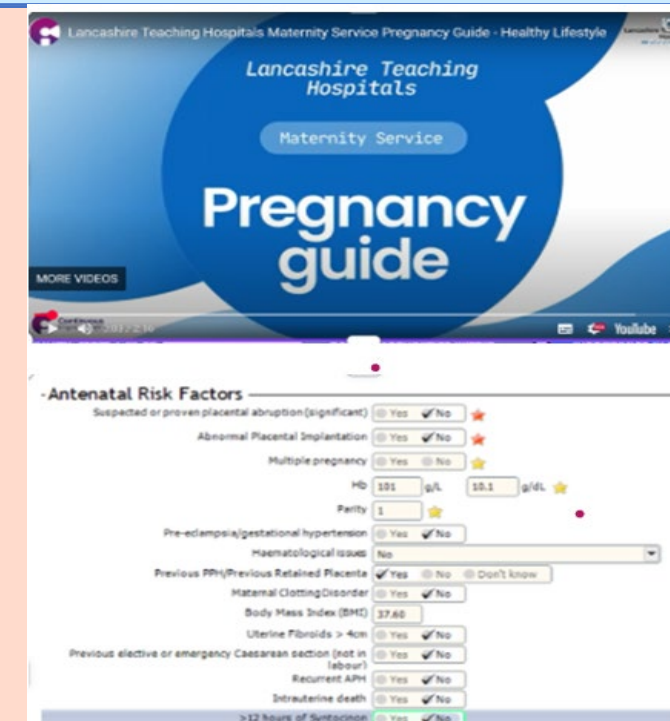 Lancashire Teaching Hospitals Maternity Service Pregnancy Guide - Healthy Lifestyle
Lancashire Teaching
Hospitals
Maternity Service
Pregnancy
guide
MORE VIDEOS
YouTube
- Antenatal Risk Factors
Suspected or proven placental abruption (significant) Yes No
Abnormal Placental Implantation Yes No
Multiple pregnancy Yes No
Hb 101 g/L 10.1 g/dL
Parity 1
Pre-eclampsia/gestational hypertension Yes No
Haematological issues No
Previous PPH/Previous Retained Placenta Yes No Don't know
Maternal Clotting Disorder Yes No
Body Mass Index (BMI) 37.60
Uterine Fibroids > 4cm Yes No
Previous elective or emergency Caesarean section (not in
labour) Yes No
Recurrent APH Yes No
Intrauterine death Yes No
>12 hours of Syntocinon Yes No